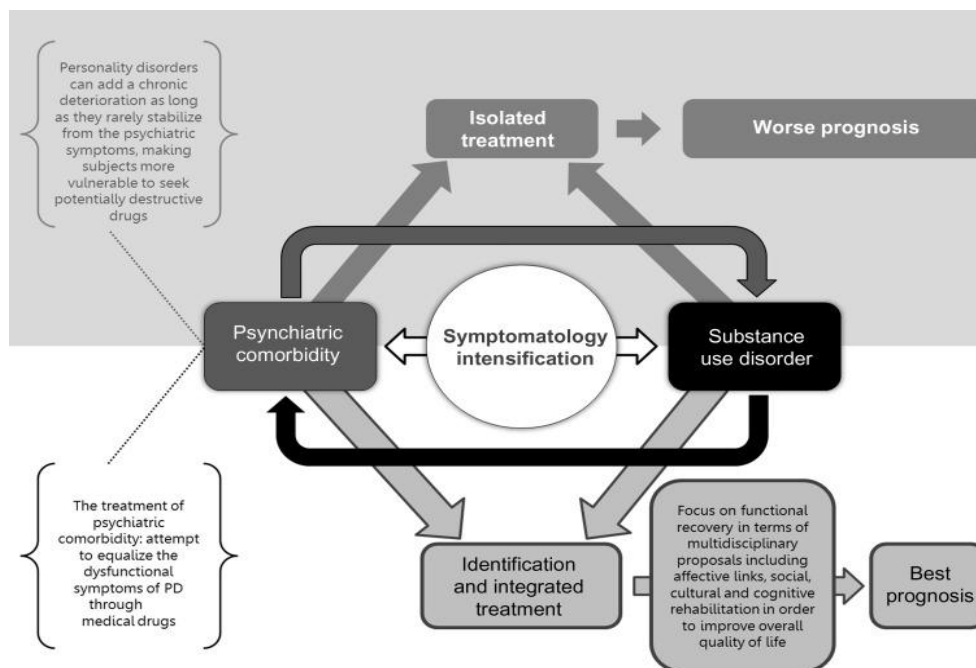 Personality disorders
can add a chronic
deterioration as long
as they rarely stabilize
from the psychiatric
symptoms, making
subjects more
vulnerable to seek
potentially destructive
drugs
Isolated
treatment
Worse prognosis
Psynchiatric
comorbidity
Symptomatology
intensification
Substance
use disorder
The treatment of
psychiatric
comorbidity: attempt
to equalize the
dysfunctional
symptoms of PD
through
medical drugs
Identification
and integrated
treatment
Focus on functional
recovery in terms of
multidisciplinary
proposals including
affective links, social,
cultural and cognitive
rehabilitation in order
to improve overall
quality of life
Best
prognosis